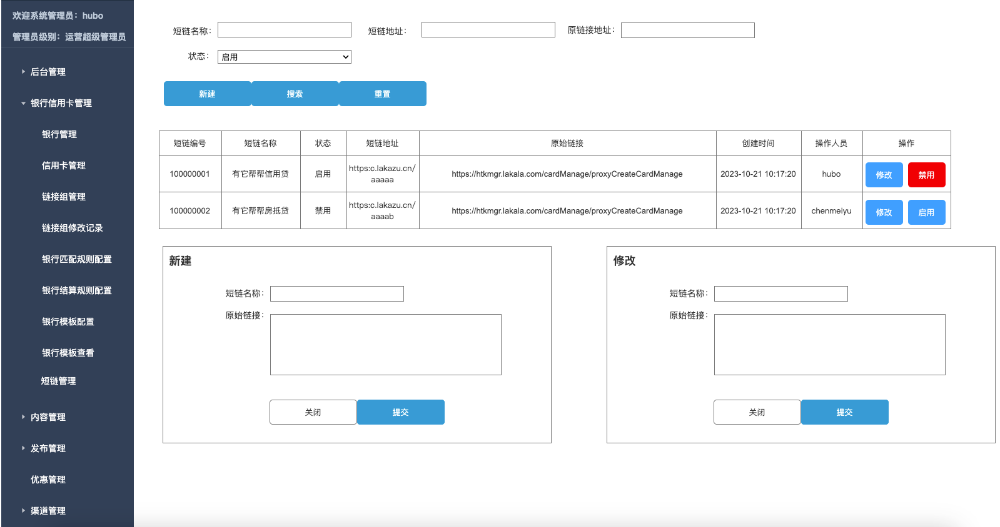 欢迎系统管理员：hubo
管理员级别：运营超级管理员
后台管理
银行信用卡管理
银行管理
信用卡管理
链接组管理
链接组修改记录
银行匹配规则配置
银行结算规则配置
银行模板配置
银行模板查看
短链管理
内容管理
发布管理
优惠管理
渠道管理
短链名称： 短链地址： 原链接地址：
状态： 启用
新建 搜索 重置
短链编号 短链名称 状态 短链地址 原始链接 创建时间 操作人员 操作
100000001 有它帮帮信用贷 启用 https:c.lakazu.cn/ https://htkmgr.lakala.com/cardManage/proxyCreateCardManage 2023-10-21 10:17:20 hubo 修改 禁用
aaaaa
100000002 有它帮帮房抵贷 禁用 https:c.lakazu.cn/ https://htkmgr.lakala.com/cardManage/proxyCreateCardManage 2023-10-21 10:17:20 chenmeiyu 修改 启用
aaaab
新建
短链名称：
原始链接：
关闭 提交
修改
短链名称：
原始链接：
关闭 提交